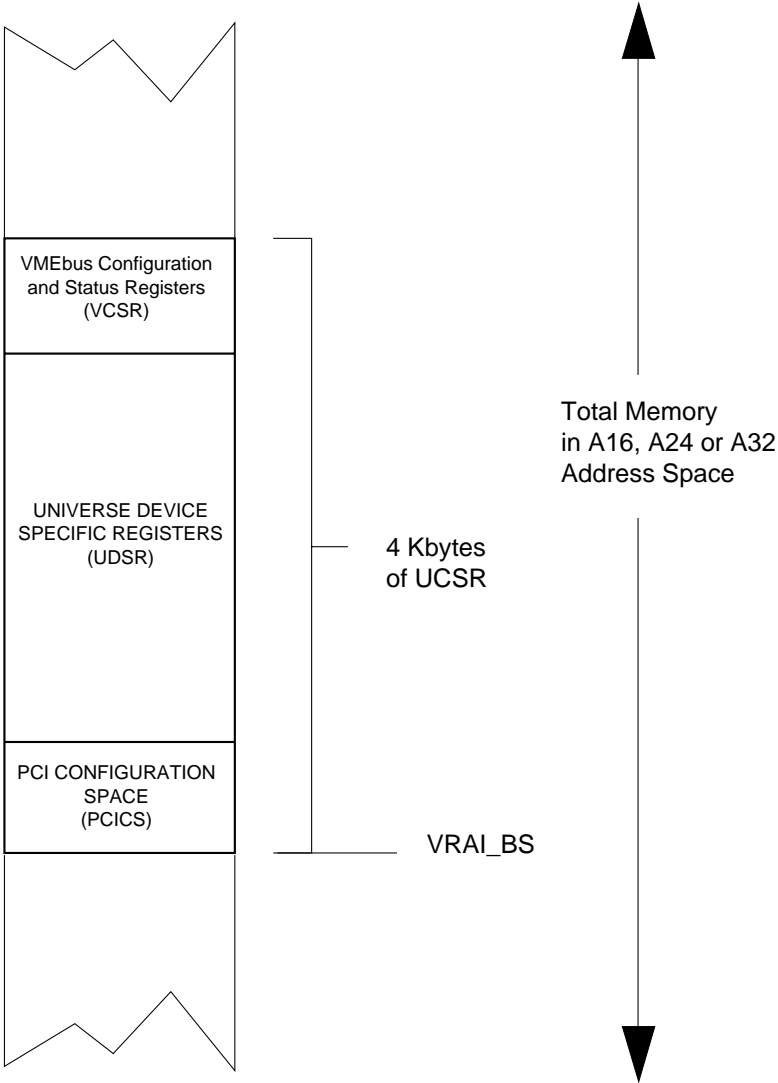 VMEbus Configuration
and Status Registers
(VCSR)
Total Memory
in A16, A24 or A32
Address Space
UNIVERSE DEVICE
SPECIFIC REGISTERS
(UDSR)
4 Kbytes
of UCSR
PCI CONFIGURATION
SPACE
(PCICS)
VRAI_BS